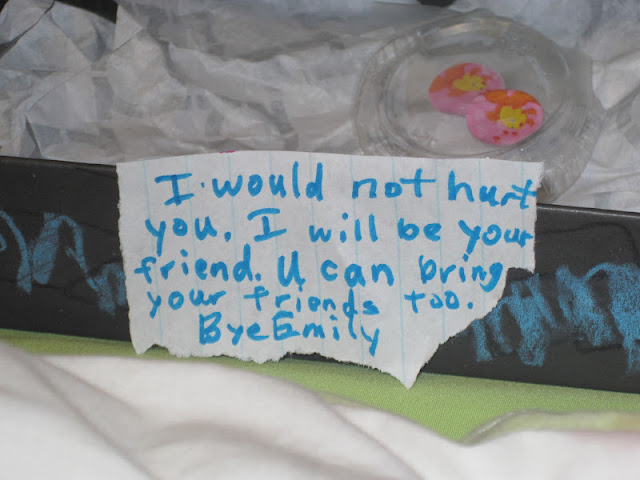 I would not hurt
you. I will be your
friend. U can bring
your friends too.
Bye Emily